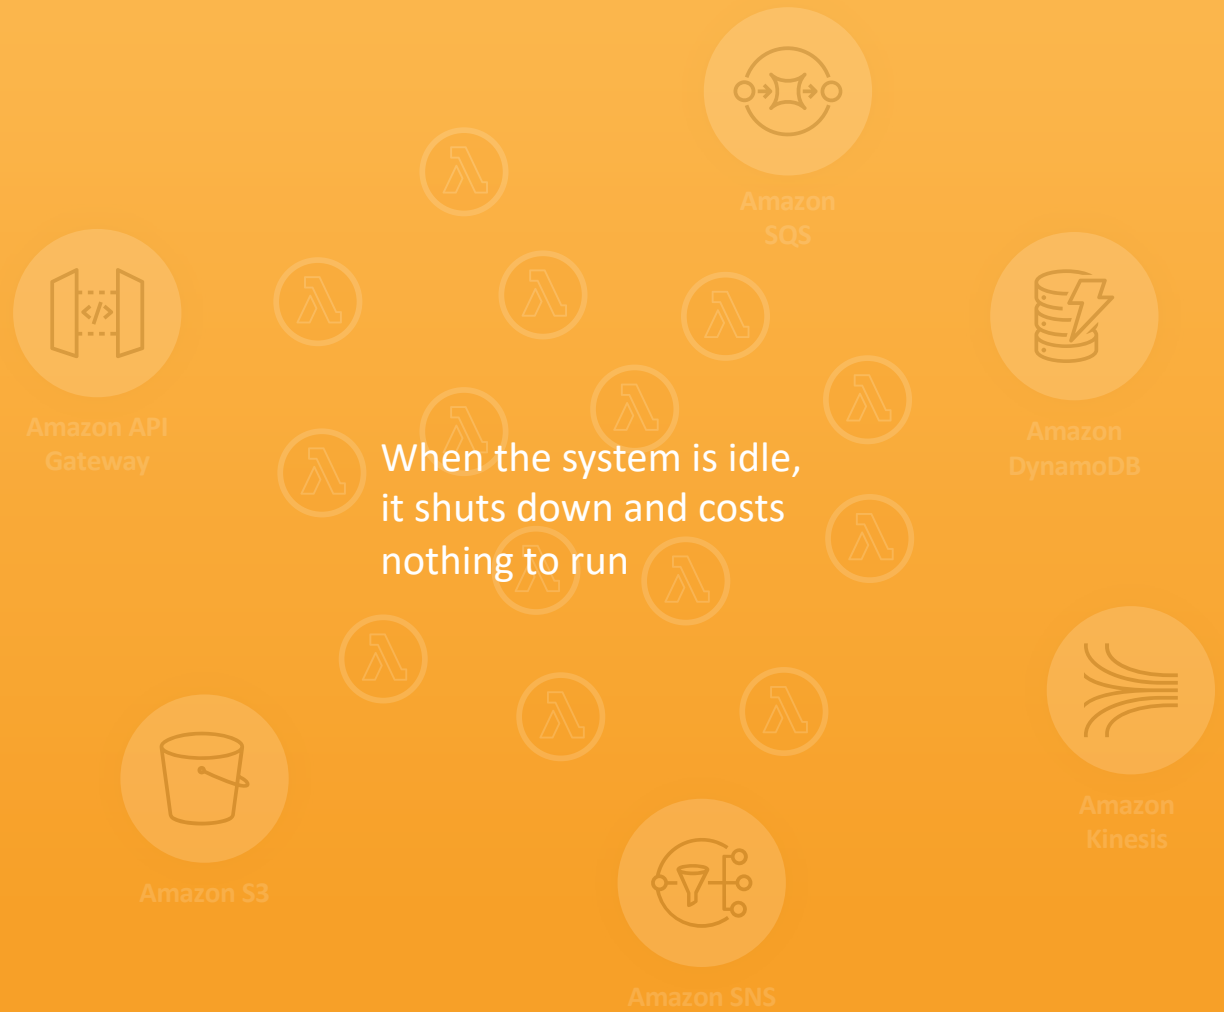 Amazon
SQS
Amazon API
Gateway
Amazon
DynamoDB
When the system is idle,
it shuts down and costs
nothing to run
Amazon
Kinesis
Amazon S3
Amazon SNS